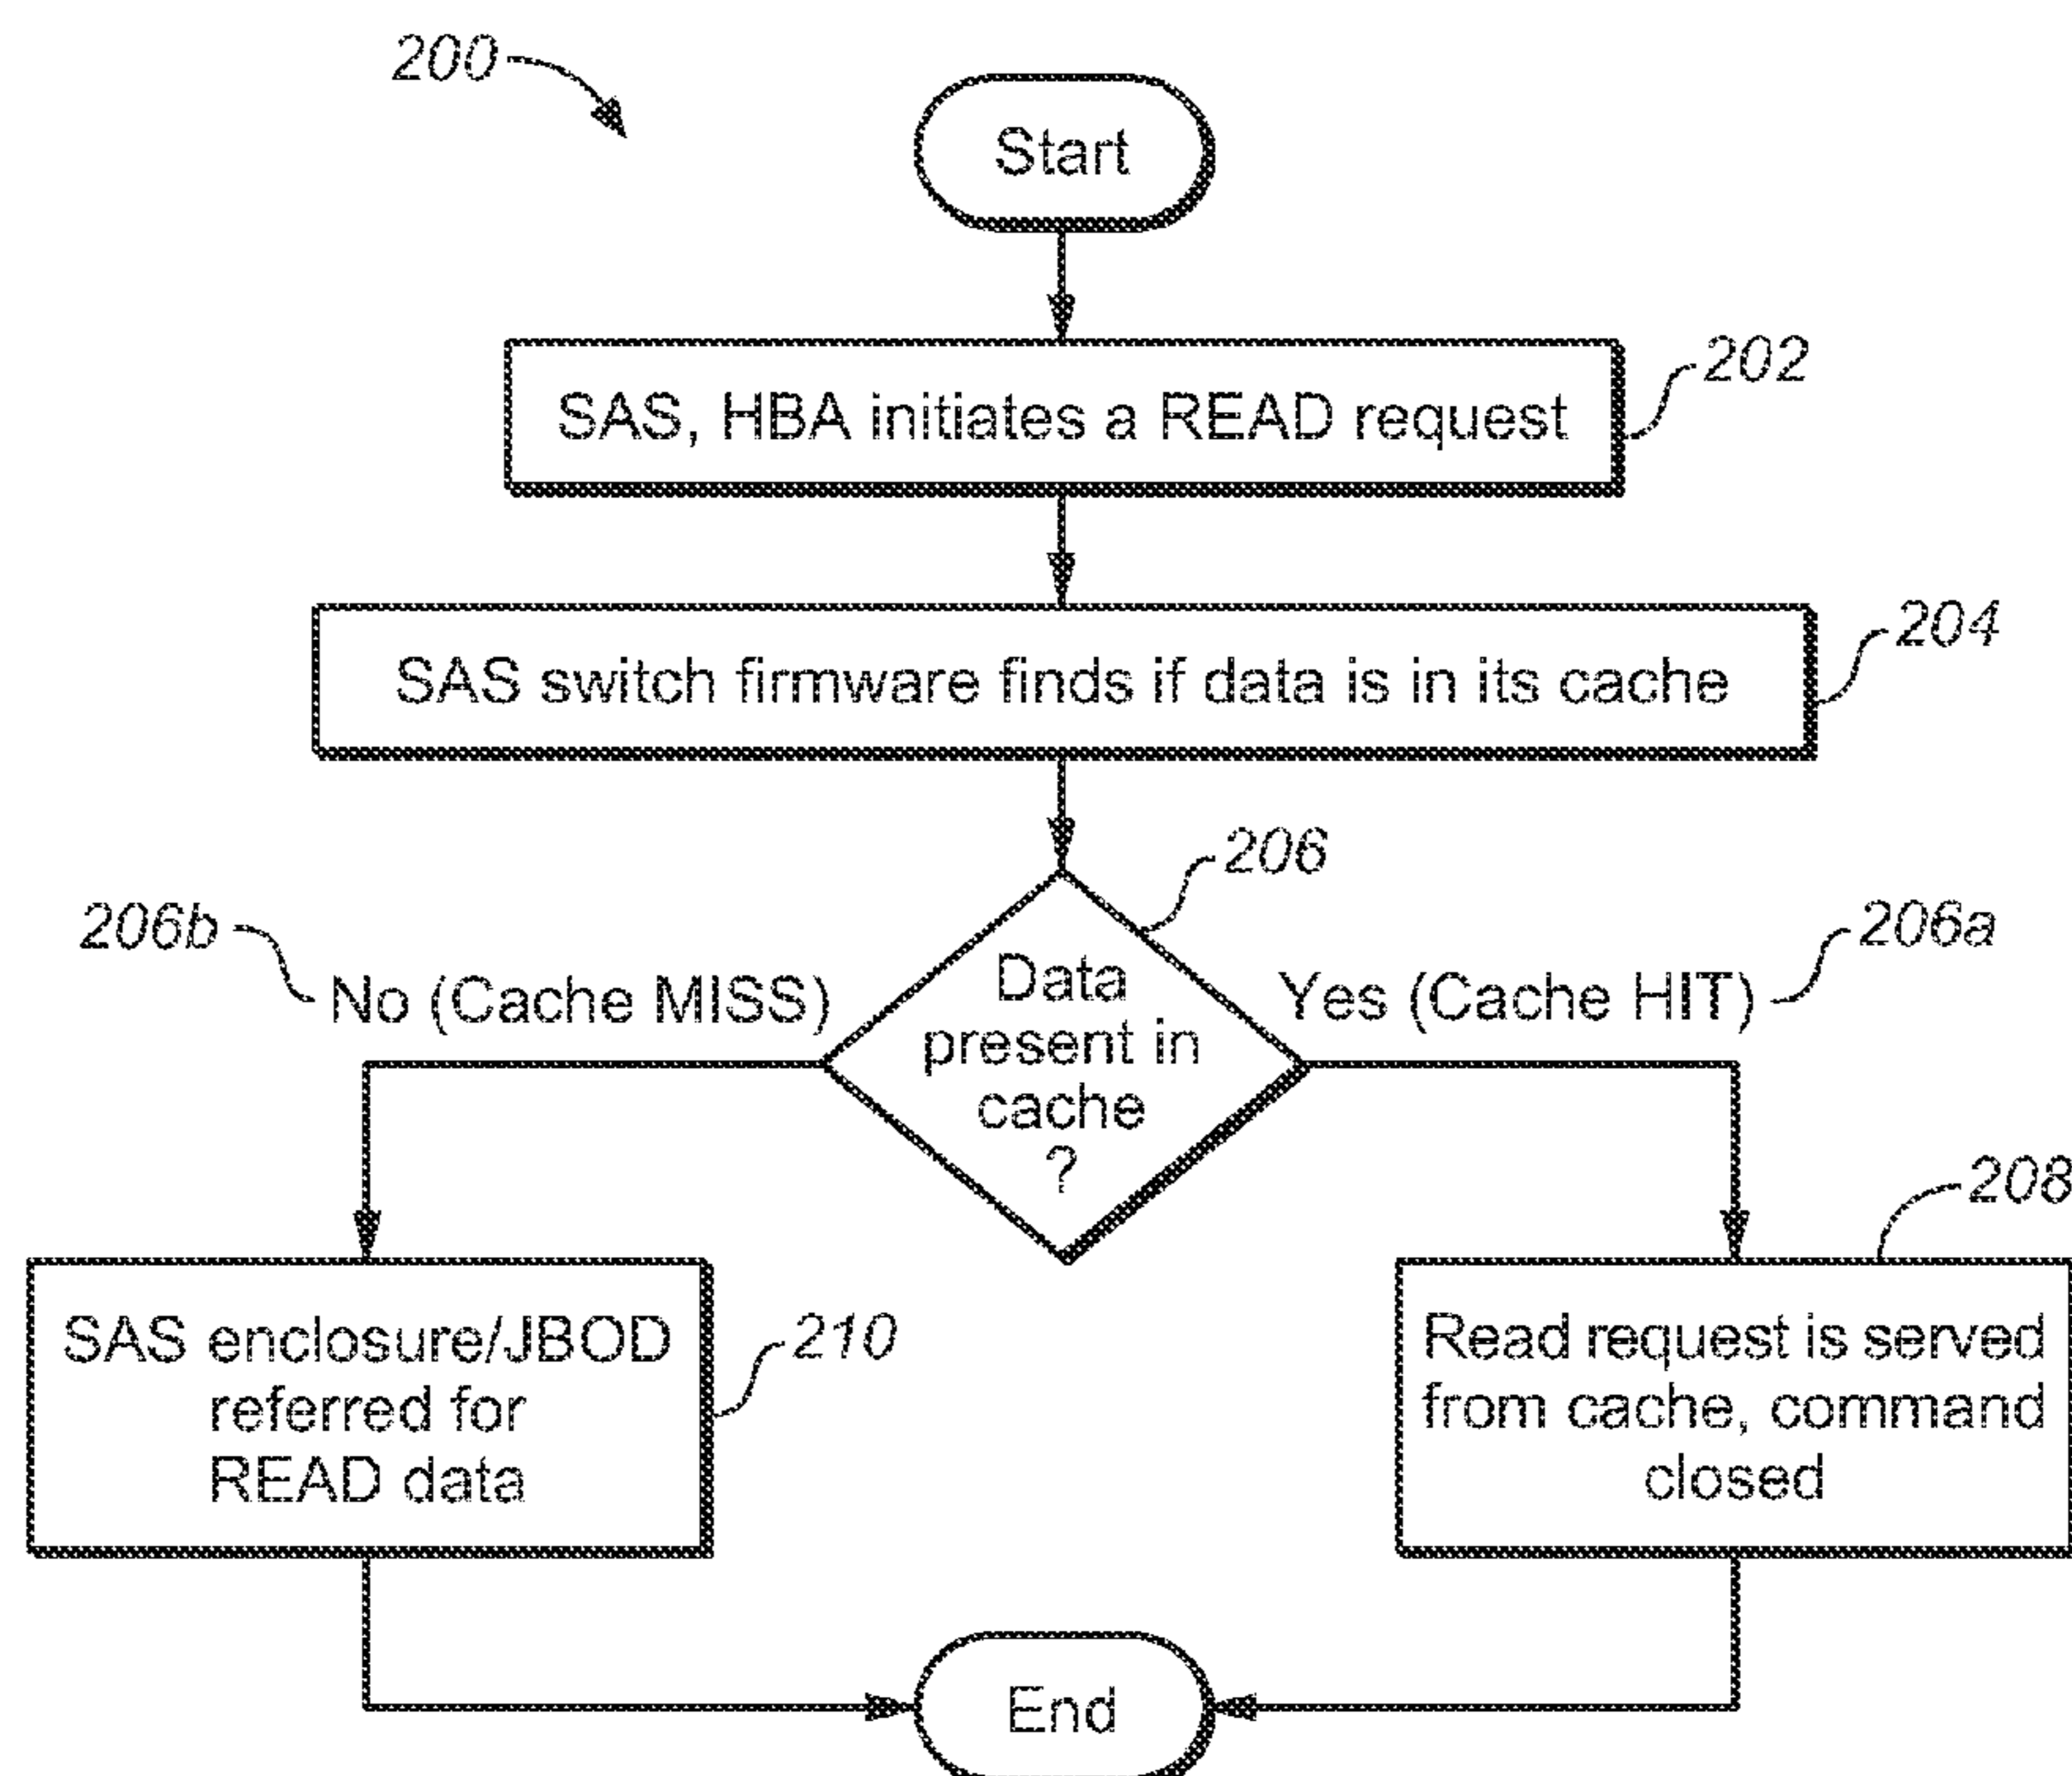 200
Start
SAS, HBA initiates a READ request
202
SAS switch firmware finds if data is in its cache
204
206
206b
No (Cache MISS)
Data
present in
cache
?
Yes (Cache HIT)
206a
SAS enclosure/JBOD
referred for
READ data
210
208
Read request is served
from cache, command
closed
End